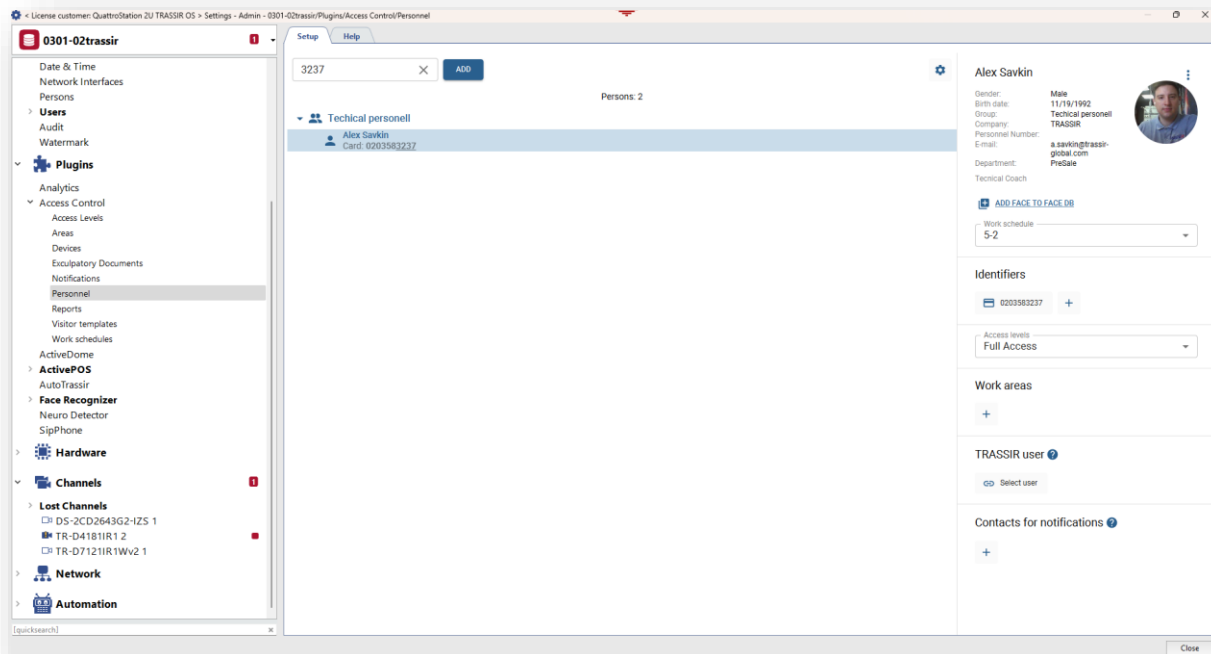 < License customer: QuattroStation 2U TRASSIR OS > Settings - Admin - 0301-02trassir/Plugins/Access Control/Personnel
0301-02trassir
1
Date & Time
Network Interfaces
Persons
Users
Audit
Watermark
Plugins
Analytics
Access Control
Access Levels
Areas
Devices
Exculpatory Documents
Notifications
Personnel
Reports
Visitor templates
Work schedules
ActiveDome
ActivePOS
AutoTrassir
Face Recognizer
Neuro Detector
SipPhone
Hardware
Channels 1
Lost Channels
DS-2CD2643G2-IZS 1
TR-D4181IR1 2
TR-D7121IR1Wv2 1
Network
Automation
[quicksearch]
Setup Help
3237 ADD
Persons: 2
Techical personell
Alex Savkin
Card: 0203583237
Alex Savkin
Gender: Male
Birth date: 11/19/1992
Group: Techical personell
Company: TRASSIR
Personnel Number:
E-mail: a.savkin@trassir-
global.com
Department: PreSale
Tecnical Coach
ADD FACE TO FACE DB
Work schedule
5-2
Identifiers
0203583237 +
Access levels
Full Access
Work areas
+
TRASSIR user ?
Select user
Contacts for notifications ?
+
Close